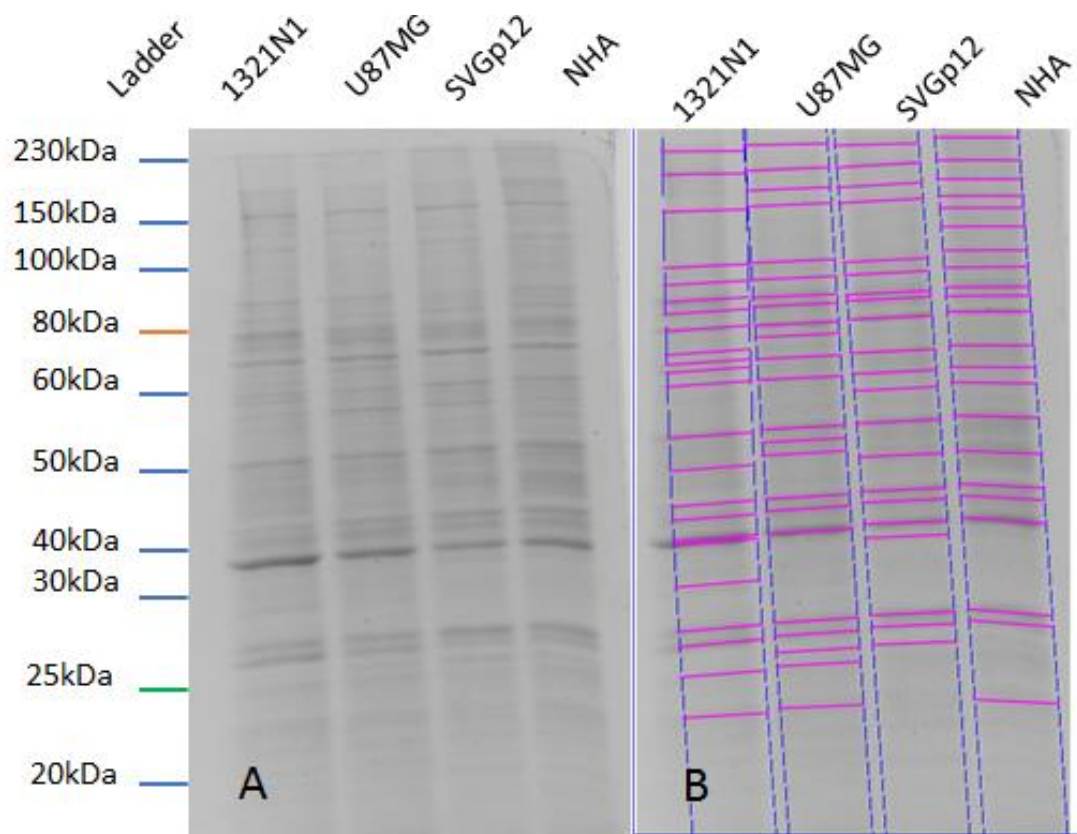 Ladder 1321N1 U87MG SVGp12 NHA 1321N1 U87MG SVGp12 NHA
230kDa
150kDa
100kDa
80kDa
60kDa
50kDa
40kDa
30kDa
25kDa
20kDa
A B